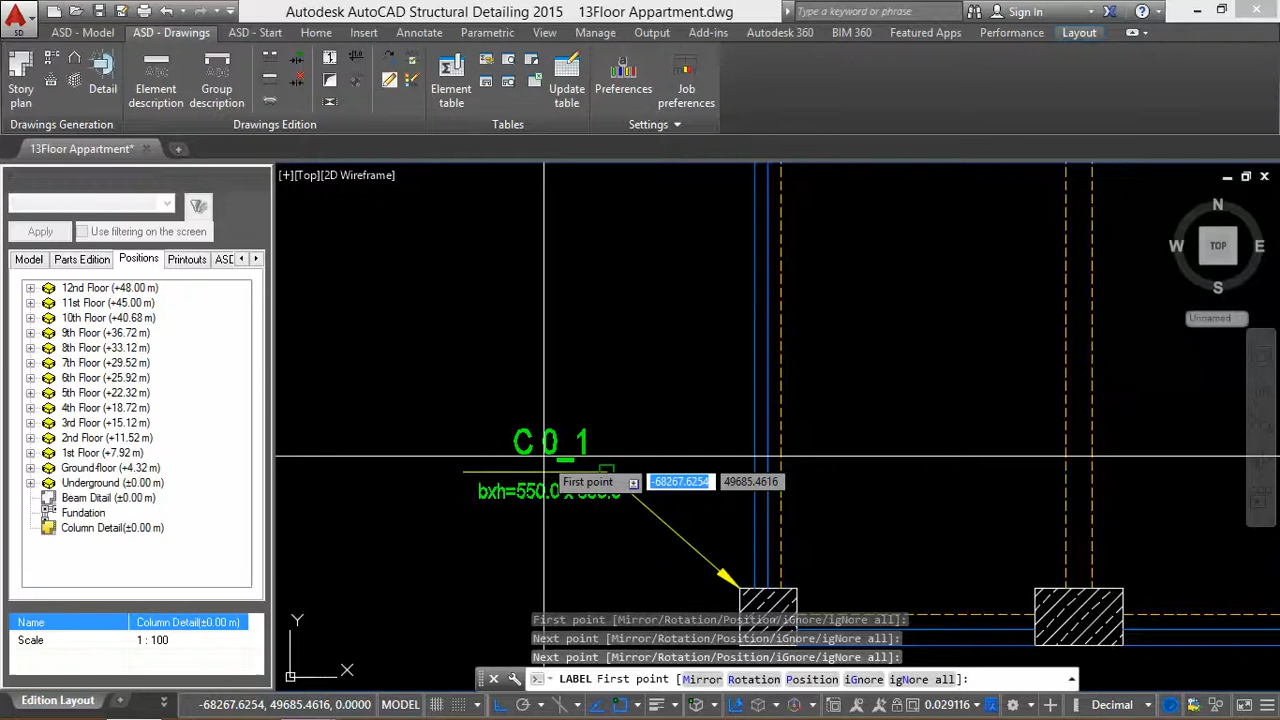 Autodesk AutoCAD Structural Detailing 2015 13Floor Appartment.dwg
Type a keyword or phrase
Sign In
SD
ASD - Model ASD - Drawings ASD - Start Home Insert Annotate Parametric View Manage Output Add-ins Autodesk 360 BIM 360 Featured Apps Performance Layout
Story plan
Detail
Element description
Group description
Element table
Update table
Preferences
Job preferences
Drawings Generation Drawings Edition Tables Settings
13Floor Appartment*
[+][Top][2D Wireframe]
Apply Use filtering on the screen
Model Parts Edition Positions Printouts ASD
12nd Floor (+48.00 m)
11st Floor (+45.00 m)
10th Floor (+40.68 m)
9th Floor (+36.72 m)
8th Floor (+33.12 m)
7th Floor (+29.52 m)
6th Floor (+25.92 m)
5th Floor (+22.32 m)
4th Floor (+18.72 m)
3rd Floor (+15.12 m)
2nd Floor (+11.52 m)
1st Floor (+7.92 m)
Ground-floor (+4.32 m)
Underground (±0.00 m)
Beam Dtail (±0.00 m)
Fundation
Column Detail(±0.00 m)
Name Column Detail(±0.00 m)
Scale 1 : 100
N
W TOP E
S
Unnamed
C 0_1
First point -68267.6254 49685.4616
bxh=550.0
Y
X
First point [Mirror/Rotation/Position/iGnore/igNore all]:
Next point [Mirror/Rotation/Position/iGnore/igNore all]:
Next point [Mirror/Rotation/Position/iGnore/igNore all]:
LABEL First point [Mirror Rotation Position iGnore igNore all]:
Edition Layout
-68267.6254, 49685.4616, 0.0000 MODEL
0.029116
Decimal